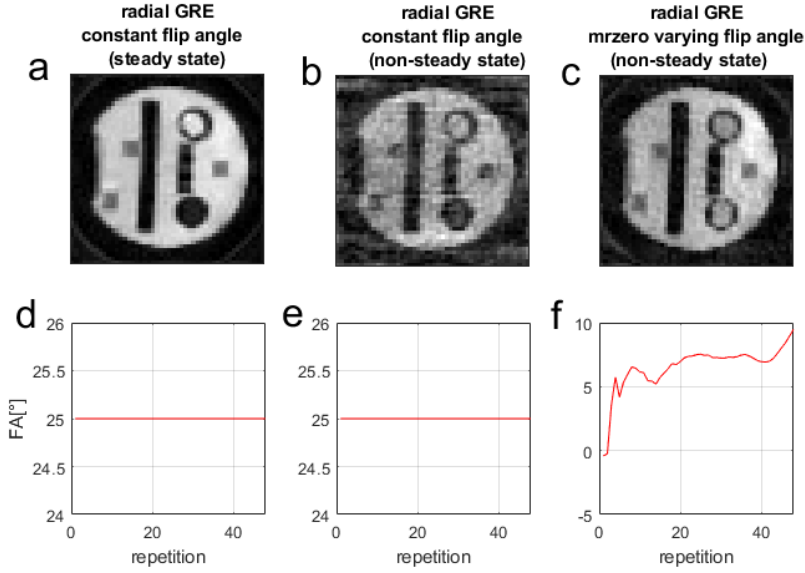 radial GRE
constant flip angle
(steady state)
radial GRE
constant flip angle
(non-steady state)
radial GRE
mrzero varying flip angle
(non-steady state)
a
b
c
d
26
25.5
25
24.5
24
FA[°]
0
20
40
repetition
e
26
25.5
25
24.5
24
0
20
40
repetition
f
10
5
0
-5
0
20
40
repetition